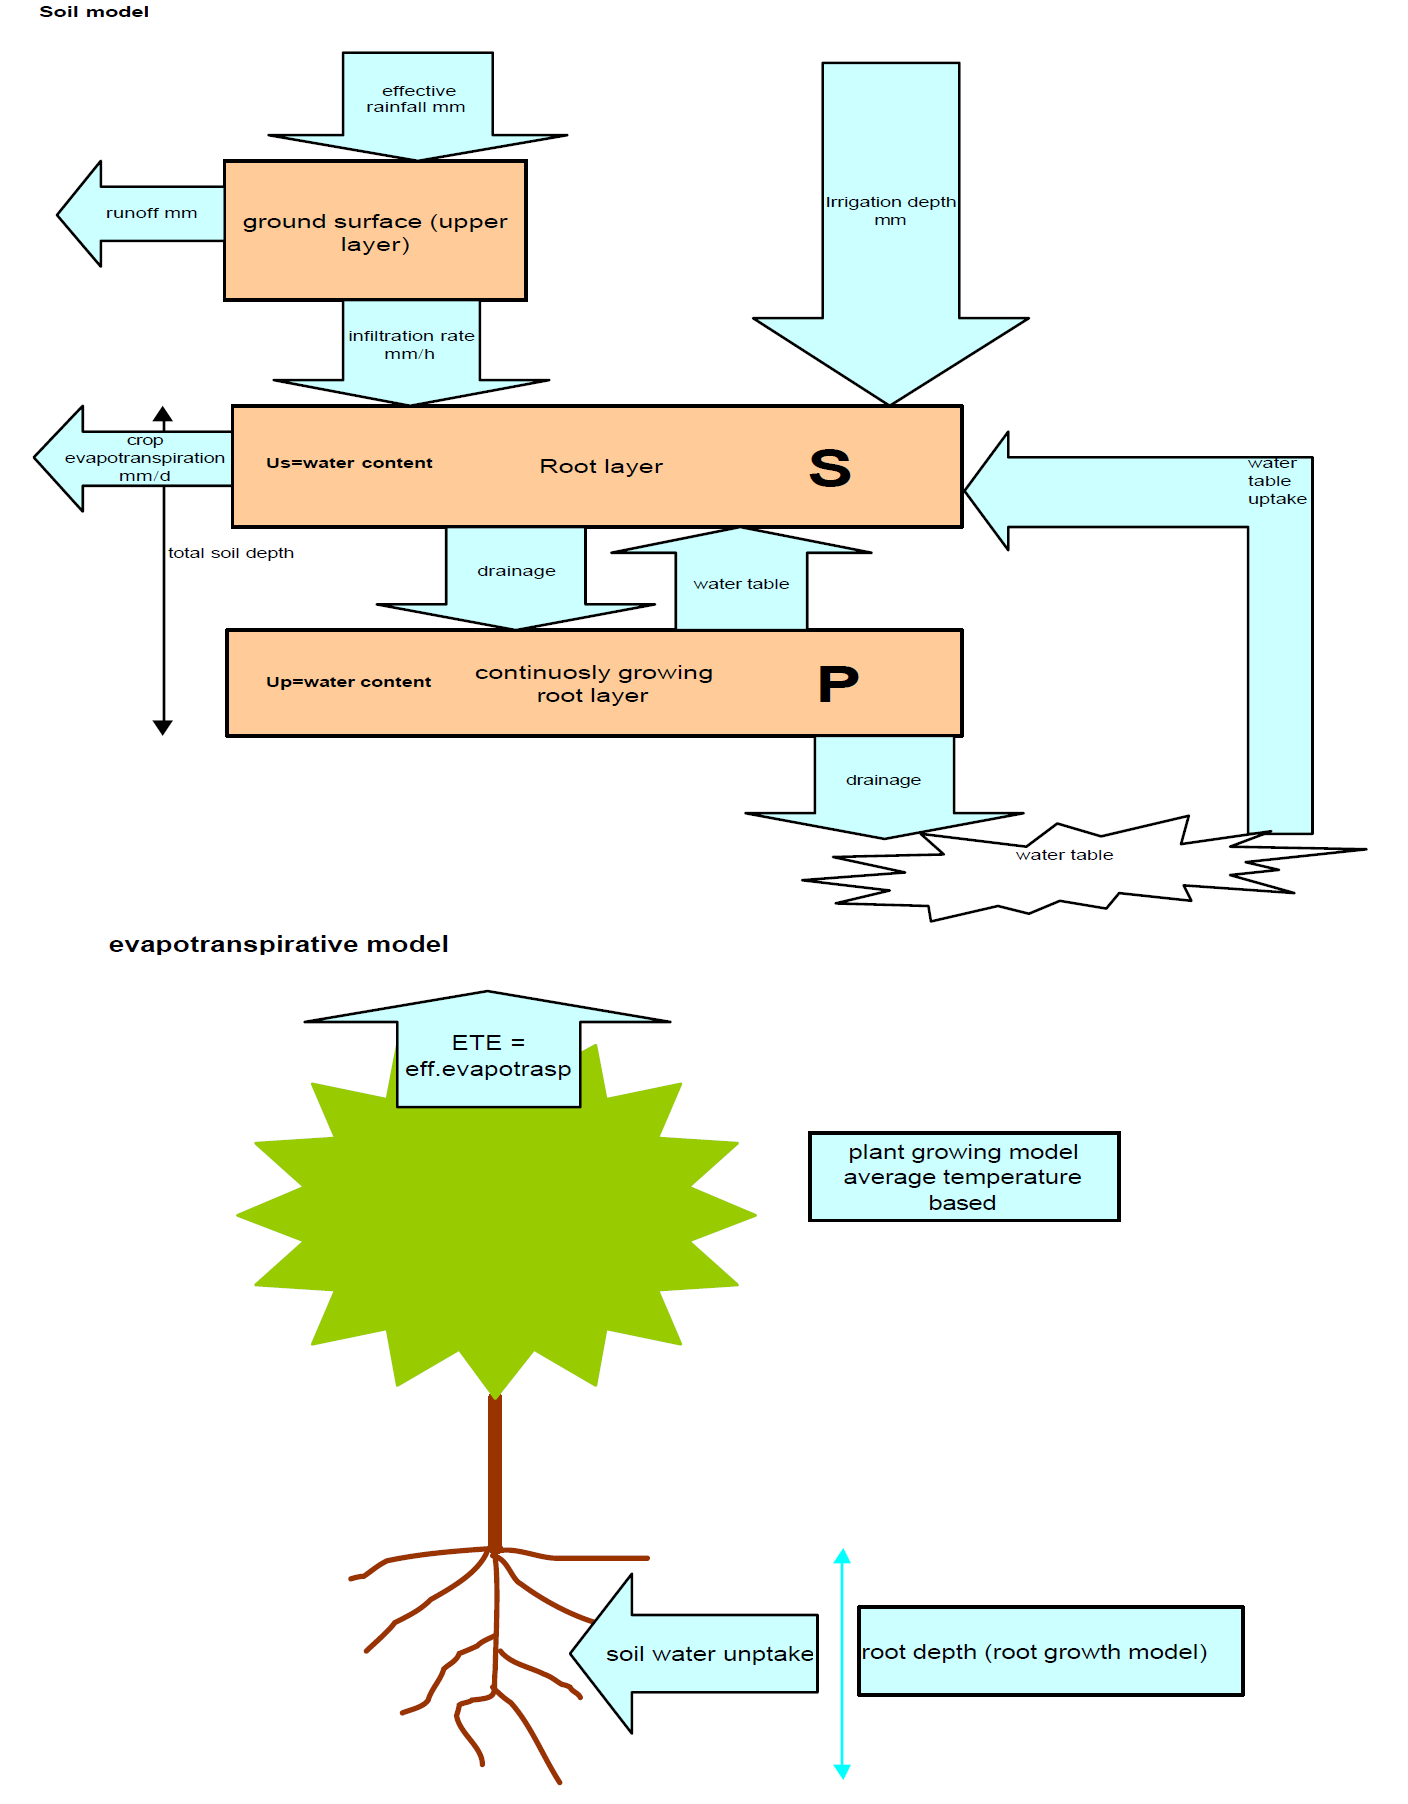 Soil model
effective
rainfall mm
runoff mm
ground surface (upper
layer)
Irrigation depth
mm
infiltration rate
mm/h
crop
evapotranspiration
mm/d
Us=water content
Root layer
S
water
table
uptake
total soil depth
drainage
water table
Up=water content
continuosly growing
root layer
P
drainage
water table
evapotranspirative model
ETE =
eff.evapotrasp
plant growing model
average temperature
based
soil water unptake
root depth (root growth model)